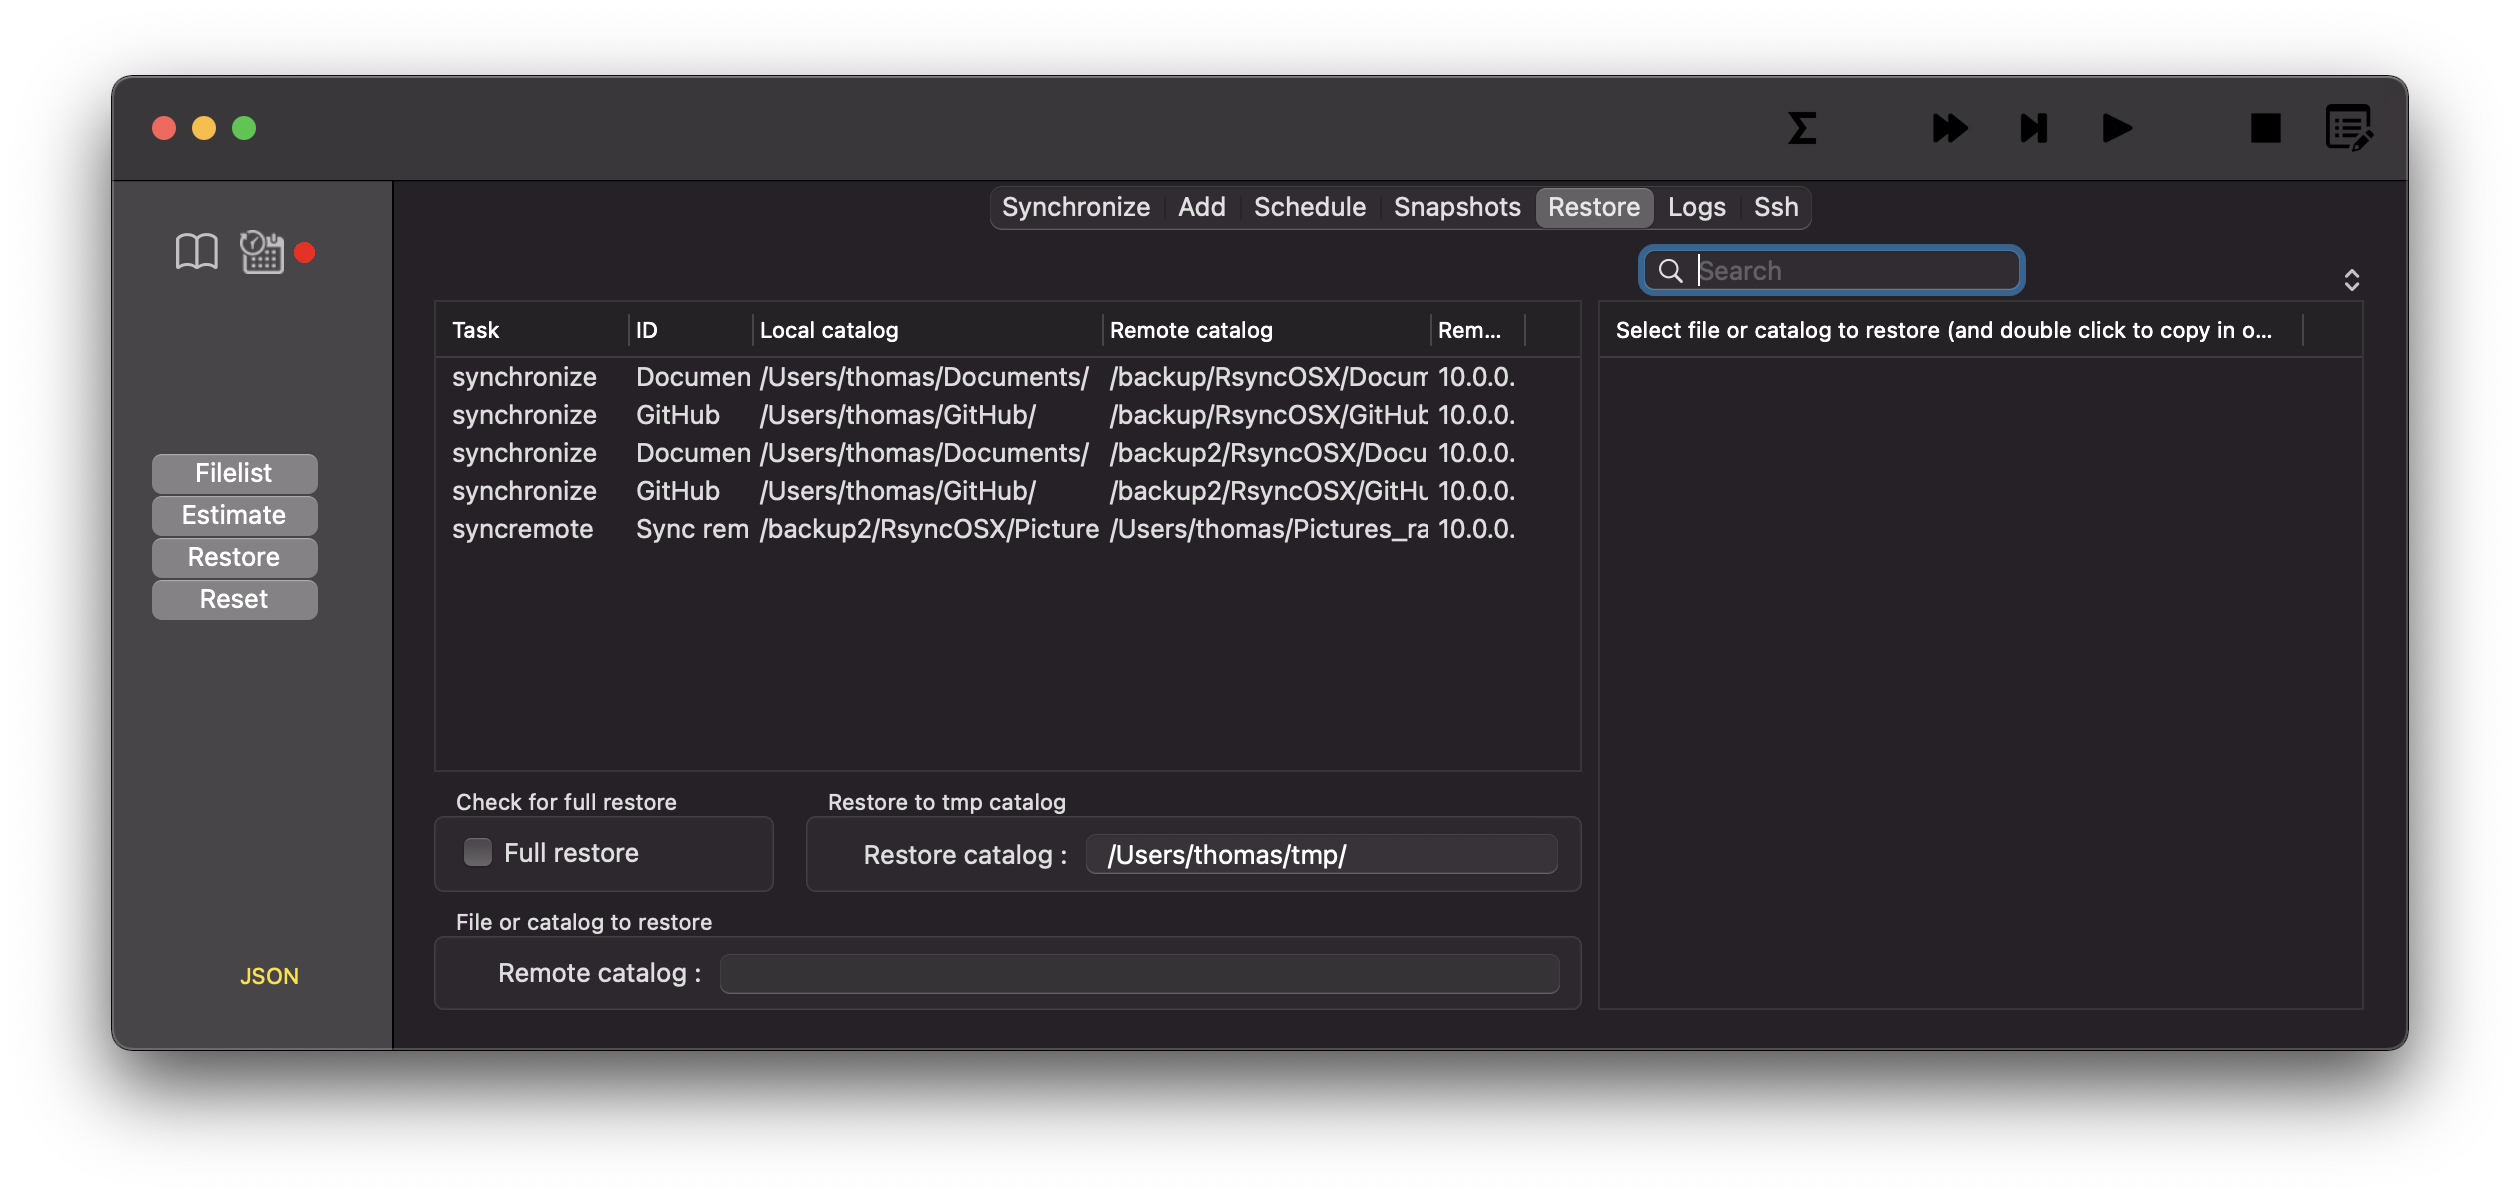 Synchronize Add Schedule Snapshots Restore Logs Ssh
Search
Filelist
Estimate
Restore
Reset
JSON
Task ID Local catalog Remote catalog Rem...
synchronize Documen /Users/thomas/Documents/ /backup/RsyncOSX/Docum 10.0.0.
synchronize GitHub /Users/thomas/GitHub/ /backup/RsyncOSX/GitHub 10.0.0.
synchronize Documen /Users/thomas/Documents/ /backup2/RsyncOSX/Docu 10.0.0.
synchronize GitHub /Users/thomas/GitHub/ /backup2/RsyncOSX/GitHu 10.0.0.
syncremote Sync rem /backup2/RsyncOSX/Picture /Users/thomas/Pictures_ra 10.0.0.
Select file or catalog to restore (and double click to copy in o...
Check for full restore
Full restore
Restore to tmp catalog
Restore catalog : /Users/thomas/tmp/
File or catalog to restore
Remote catalog :